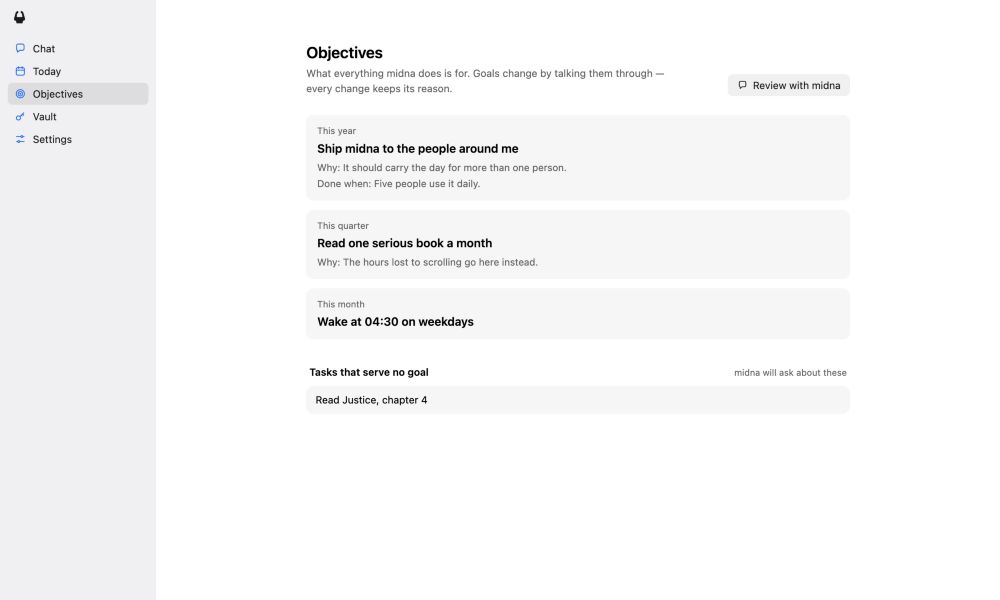 Chat
Today
Objectives
Vault
Settings
Objectives
What everything midna does is for. Goals change by talking them through —
every change keeps its reason.
Review with midna
This year
Ship midna to the people around me
Why: It should carry the day for more than one person.
Done when: Five people use it daily.
This quarter
Read one serious book a month
Why: The hours lost to scrolling go here instead.
This month
Wake at 04:30 on weekdays
Tasks that serve no goal
midna will ask about these
Read Justice, chapter 4